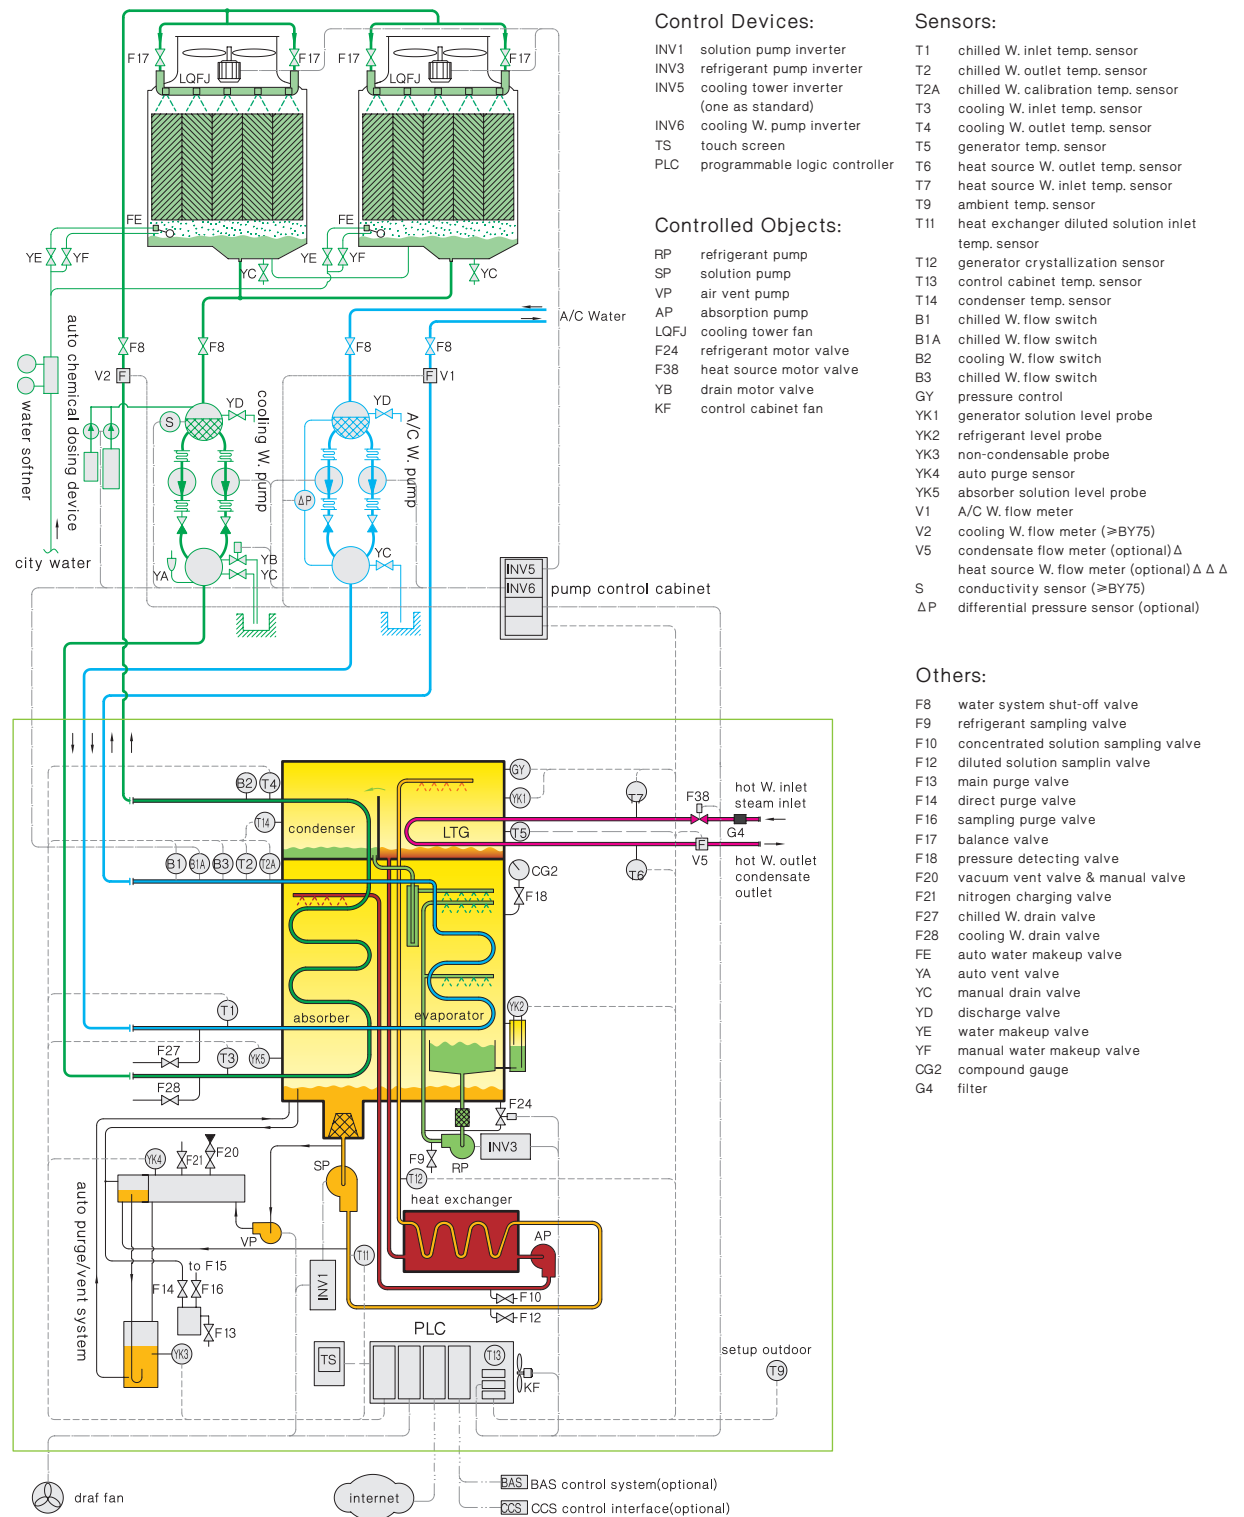 Control Devices:
INV1 solution pump inverter
INV3 refrigerant pump inverter
INV5 cooling tower inverter
(one as standard)
INV6 cooling W. pump inverter
TS touch screen
PLC programmable logic controller
Controlled Objects:
RP refrigerant pump
SP solution pump
VP air vent pump
AP absorption pump
LQFJ cooling tower fan
F24 refrigerant motor valve
F38 heat source motor valve
YB drain motor valve
KF control cabinet fan
Sensors:
T1 chilled W. inlet temp. sensor
T2 chilled W. outlet temp. sensor
T2A chilled W. calibration temp. sensor
T3 cooling W. inlet temp. sensor
T4 cooling W. outlet temp. sensor
T5 generator temp. sensor
T6 heat source W. outlet temp. sensor
T7 heat source W. inlet temp. sensor
T9 ambient temp. sensor
T11 heat exchanger diluted solution inlet
temp. sensor
T12 generator crystallization sensor
T13 control cabinet temp. sensor
T14 condenser temp. sensor
B1 chilled W. flow switch
B1A chilled W. flow switch
B2 cooling W. flow switch
B3 chilled W. flow switch
GY pressure control
YK1 generator solution level probe
YK2 refrigerant level probe
YK3 non-condensable probe
YK4 auto purge sensor
YK5 absorber solution level probe
V1 A/C W. flow meter
V2 cooling W. flow meter (≥BY75)
V5 condensate flow meter (optional) Δ
heat source W. flow meter (optional) Δ Δ Δ
S conductivity sensor (≥BY75)
ΔP differential pressure sensor (optional)
Others:
F8 water system shut-off valve
F9 refrigerant sampling valve
F10 concentrated solution sampling valve
F12 diluted solution samplin valve
F13 main purge valve
F14 direct purge valve
F16 sampling purge valve
F17 balance valve
F18 pressure detecting valve
F20 vacuum vent valve & manual valve
F21 nitrogen charging valve
F27 chilled W. drain valve
F28 cooling W. drain valve
FE auto water makeup valve
YA auto vent valve
YC manual drain valve
YD discharge valve
YE water makeup valve
YF manual water makeup valve
CG2 compound gauge
G4 filter
F17 F17 F17 F17
LQFJ LQFJ
FE FE
YE YF YC YE YF YC
A/C Water
F8 F8 F8 F8
V2 F F V1
water softner
auto chemical dosing device
S YD cooling W. pump
YD A/C W. pump
ΔP
city water
YA YB
YC YC
INV5
INV6
pump control cabinet
B2 T4 GY
YK1
T7 F38
hot W. inlet
steam inlet
T14 condenser LTG T5
G4
F V5
hot W. outlet
condensate
outlet
B1 B1A B3 T2 T2A
CG2
T6
F18
T1 absorber evaporator YK2
F27 T3 YK5
F28
F24
F20
F21
YK4
SP F9 RP INV3
T12
heat exchanger
auto purge/vent system
VP AP
T11
to F15
F14 F16
INV1
F10
F12
F13
PLC
YK3 TS T13
KF
setup outdoor
T9
draf fan
internet
BAS BAS control system(optional)
CCS CCS control interface(optional)